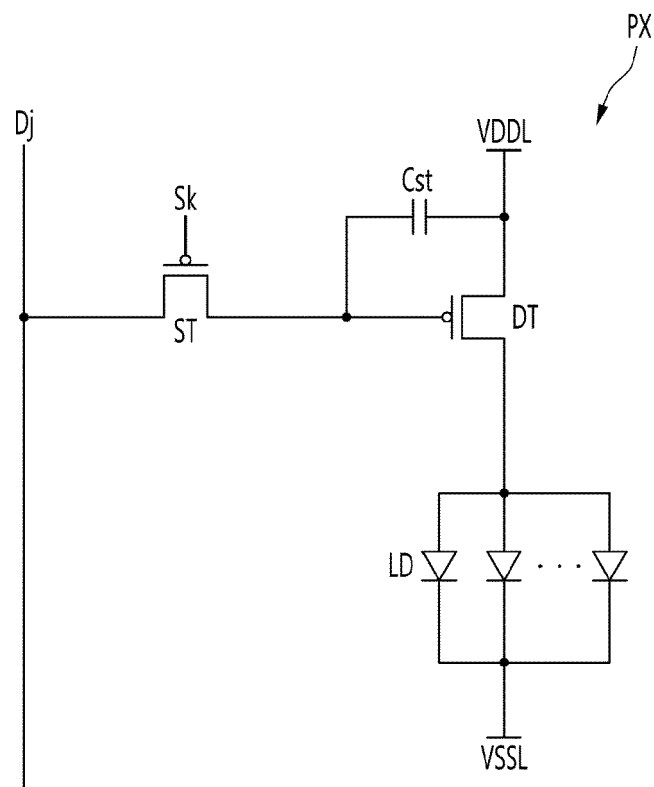 PX
Dj
VDDL
Cst
Sk
ST
DT
LD
. . .
VSSL